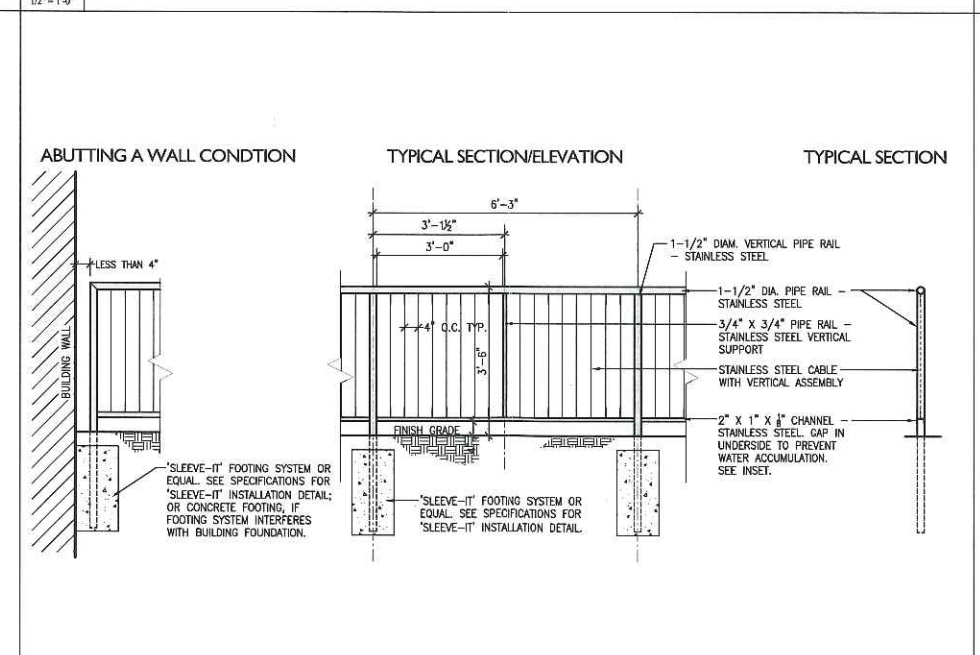 1/2" = 1'-0"
ABUTTING A WALL CONDTION
TYPICAL SECTION/ELEVATION
TYPICAL SECTION
6'-3"
3'-1½"
3'-0"
LESS THAN 4"
BUILDING WALL
4" O.C. TYP.
3'-6"
FINISH GRADE
1-1/2" DIAM. VERTICAL PIPE RAIL
- STAINLESS STEEL
1-1/2" DIA. PIPE RAIL -
STAINLESS STEEL
3/4" X 3/4" PIPE RAIL -
STAINLESS STEEL VERTICAL
SUPPORT
STAINLESS STEEL CABLE
WITH VERTICAL ASSEMBLY
2" X 1" X ⅛" CHANNEL -
STAINLESS STEEL. GAP IN
UNDERSIDE TO PREVENT
WATER ACCUMULATION.
SEE INSET.
'SLEEVE-IT' FOOTING SYSTEM OR
EQUAL. SEE SPECIFICATIONS FOR
'SLEEVE-IT' INSTALLATION DETAIL;
OR CONCRETE FOOTING, IF
FOOTING SYSTEM INTERFERES
WITH BUILDING FOUNDATION.
'SLEEVE-IT' FOOTING SYSTEM OR
EQUAL. SEE SPECIFICATIONS FOR
'SLEEVE-IT' INSTALLATION DETAIL.